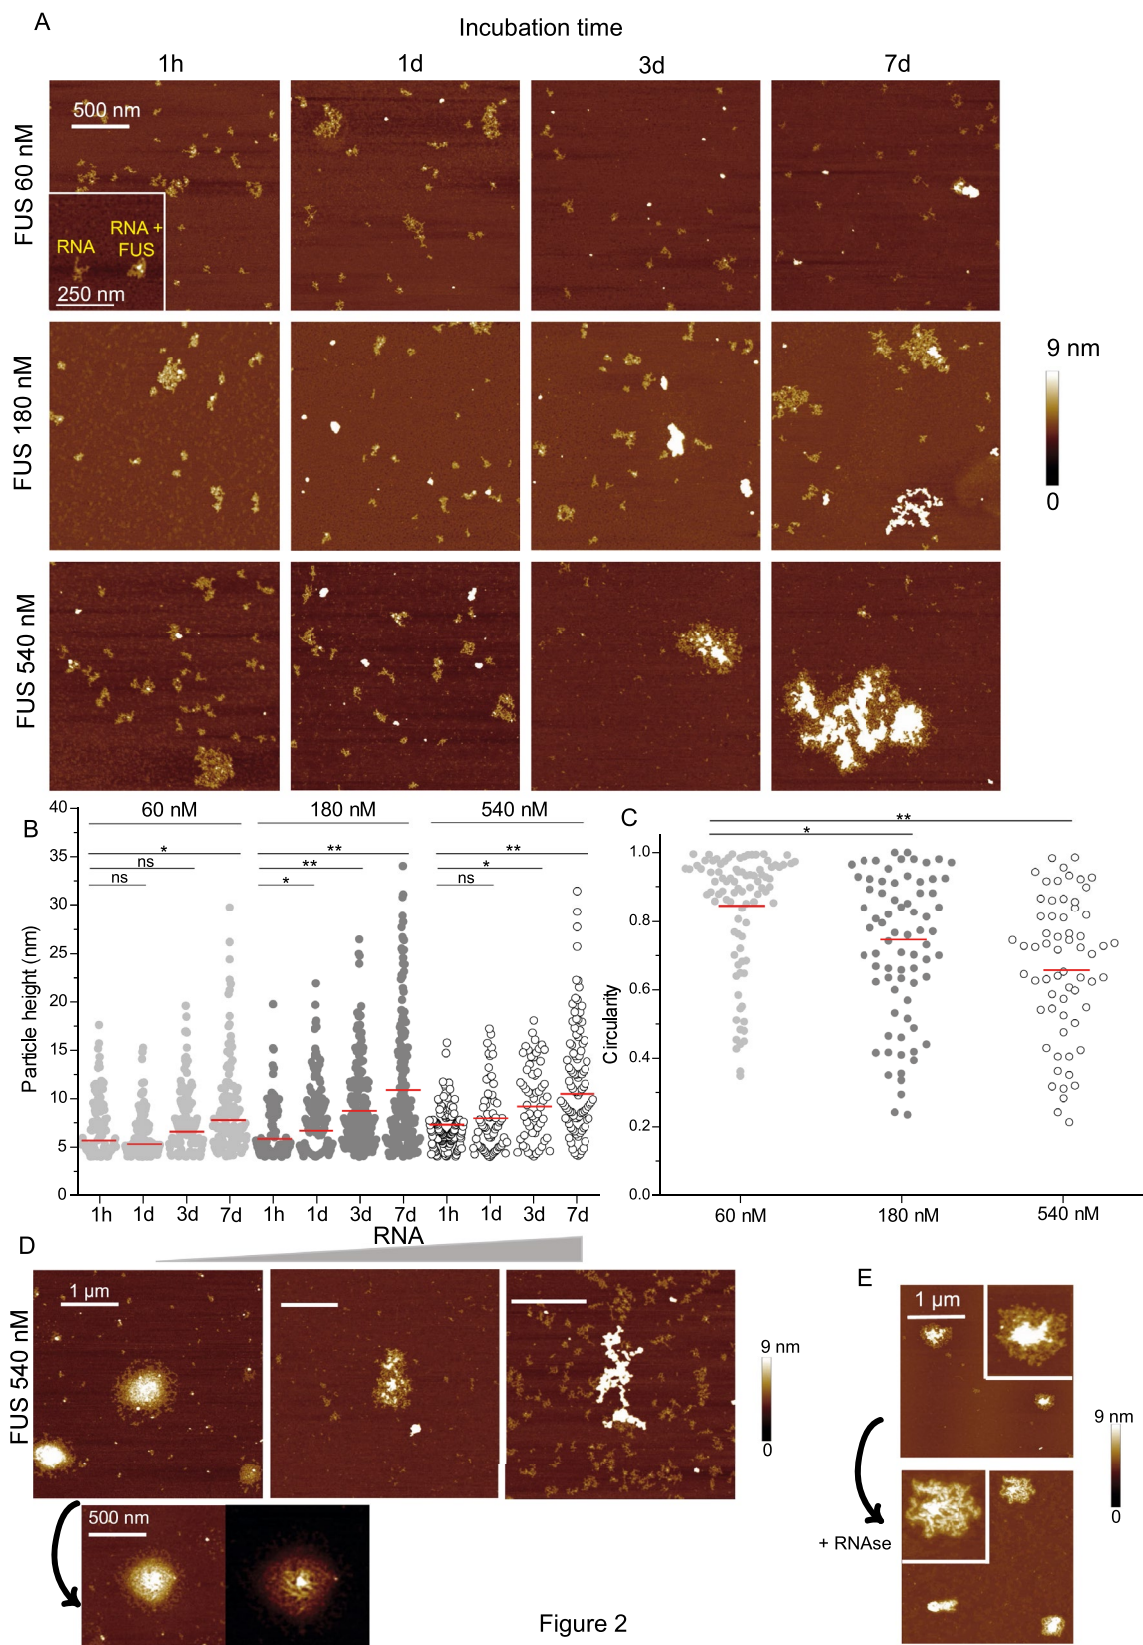 A
Incubation time
1h 1d 3d 7d
FUS 60 nM
500 nm
RNA
RNA +
FUS
250 nm
FUS 180 nM
9 nm
0
FUS 540 nM
B
60 nM 180 nM 540 nM
* ** **
ns ** *
ns * ns
Particle height (nm)
40
35
30
25
20
15
10
5
0
1h 1d 3d 7d 1h 1d 3d 7d 1h 1d 3d 7d
C
**
*
Circularity
1.0
0.8
0.6
0.4
0.2
0.0
60 nM 180 nM 540 nM
D
RNA
FUS 540 nM
1 µm
9 nm
0
500 nm
E
1 µm
9 nm
0
+ RNAse
Figure 2